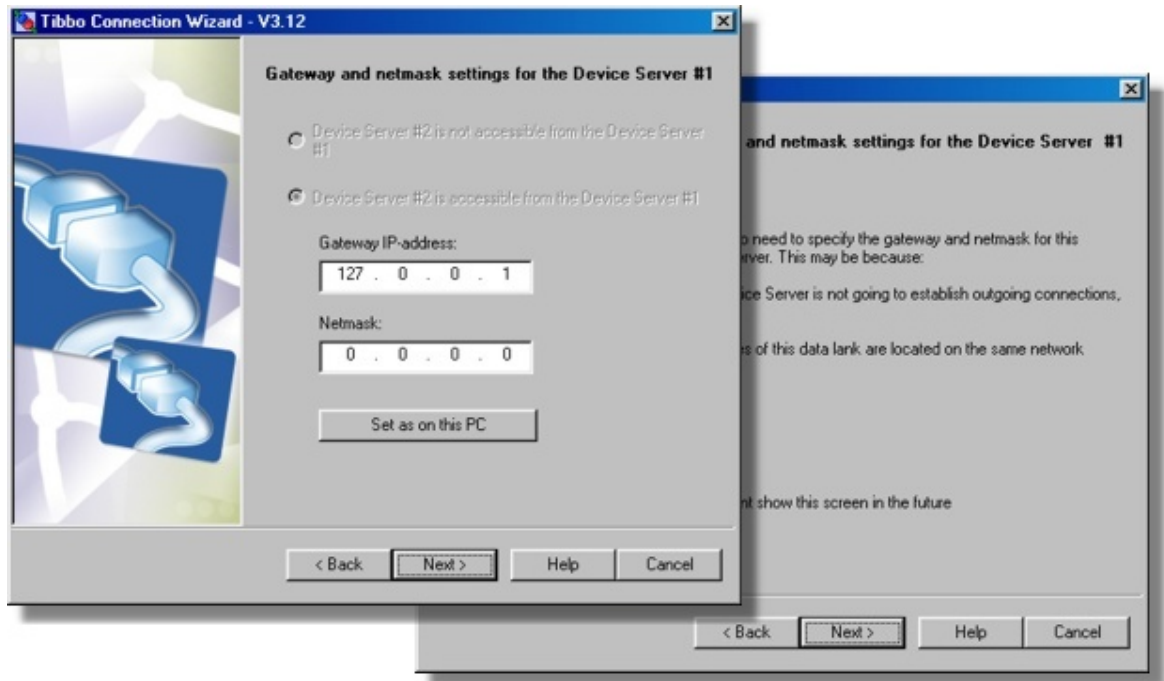 Tibbo Connection Wizard - V3.12
Gateway and netmask settings for the Device Server #1
Device Server #2 is not accessible from the Device Server
#1
Device Server #2 is accessible from the Device Server #1
Gateway IP-address:
127 . 0 . 0 . 1
Netmask:
0 . 0 . 0 . 0
Set as on this PC
< Back Next > Help Cancel
and netmask settings for the Device Server #1
need to specify the gateway and netmask for this
rver. This may be because:
ice Server is not going to establish outgoing connections,
s of this data lank are located on the same network
nt show this screen in the future
< Back Next > Help Cancel